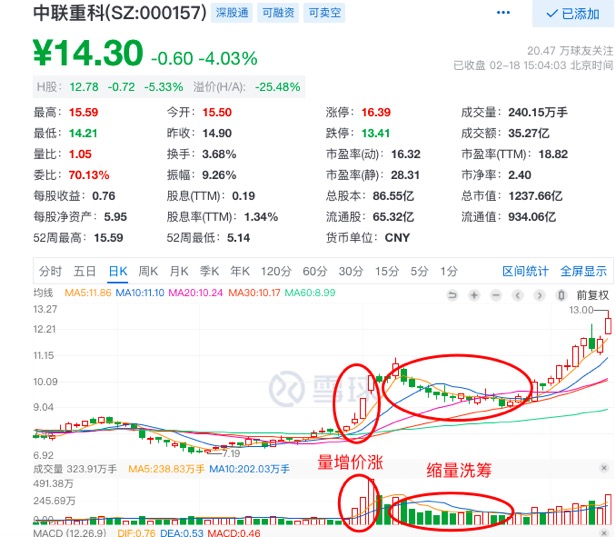 中联重科(SZ:000157) 深股通 可融资 可卖空 ••• ✓ 已添加
¥14.30 -0.60 -4.03% 20.47 万球友关注
已收盘 02-18 15:04:03 北京时间
H股: 12.78 -0.72 -5.33% 溢价(H/A): -25.48%
最高: 15.59 今开: 15.50 涨停: 16.39 成交量: 240.15万手
最低: 14.21 昨收: 14.90 跌停: 13.41 成交额: 35.27亿
量比: 1.05 换手: 3.68% 市盈率(动): 16.32 市盈率(TTM): 18.82
委比: 70.13% 振幅: 9.26% 市盈率(静): 28.31 市净率: 2.40
每股收益: 0.76 股息(TTM): 0.19 总股本: 86.55亿 总市值: 1237.66亿
每股净资产: 5.95 股息率(TTM): 1.34% 流通股: 65.32亿 流通值: 934.06亿
52周最高: 15.59 52周最低: 5.14 货币单位: CNY
分时 五日 日K 周K 月K 季K 年K 120分 60分 30分 15分 5分 1分 区间统计 全屏显示
均线 MA5:11.86 MA10:11.10 MA20:10.24 MA30:10.17 MA60:8.99 前复权
13.27
13.00
12.21
11.15
10.09
雪球
9.04
7.19
6.92
量增价涨 缩量洗筹
成交量 323.91万手 MA5:238.83万手 MA10:202.03万手
491.38万
245.69万
MACD (12,26,9) DIF:0.76 DEA:0.53 MACD:0.46